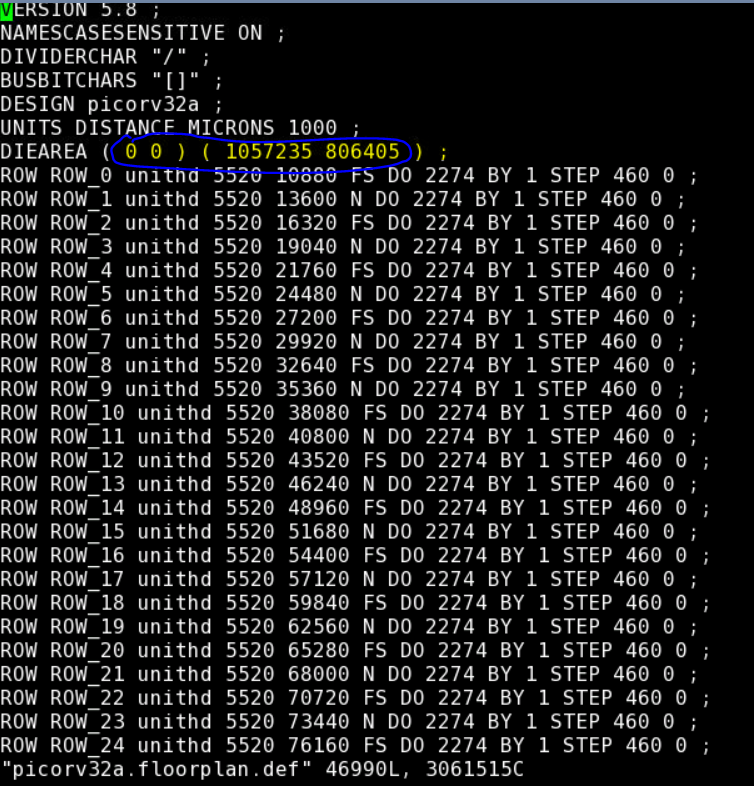 VERSION 5.8 ;
NAMESCASESENSITIVE ON ;
DIVIDERCHAR "/" ;
BUSBITCHARS "[]" ;
DESIGN picorv32a ;
UNITS DISTANCE MICRONS 1000 ;
DIEAREA ( 0 0 ) ( 1057235 806405 ) ;
ROW ROW_0 unithd 5520 10880 FS DO 2274 BY 1 STEP 460 0 ;
ROW ROW_1 unithd 5520 13600 N DO 2274 BY 1 STEP 460 0 ;
ROW ROW_2 unithd 5520 16320 FS DO 2274 BY 1 STEP 460 0 ;
ROW ROW_3 unithd 5520 19040 N DO 2274 BY 1 STEP 460 0 ;
ROW ROW_4 unithd 5520 21760 FS DO 2274 BY 1 STEP 460 0 ;
ROW ROW_5 unithd 5520 24480 N DO 2274 BY 1 STEP 460 0 ;
ROW ROW_6 unithd 5520 27200 FS DO 2274 BY 1 STEP 460 0 ;
ROW ROW_7 unithd 5520 29920 N DO 2274 BY 1 STEP 460 0 ;
ROW ROW_8 unithd 5520 32640 FS DO 2274 BY 1 STEP 460 0 ;
ROW ROW_9 unithd 5520 35360 N DO 2274 BY 1 STEP 460 0 ;
ROW ROW_10 unithd 5520 38080 FS DO 2274 BY 1 STEP 460 0 ;
ROW ROW_11 unithd 5520 40800 N DO 2274 BY 1 STEP 460 0 ;
ROW ROW_12 unithd 5520 43520 FS DO 2274 BY 1 STEP 460 0 ;
ROW ROW_13 unithd 5520 46240 N DO 2274 BY 1 STEP 460 0 ;
ROW ROW_14 unithd 5520 48960 FS DO 2274 BY 1 STEP 460 0 ;
ROW ROW_15 unithd 5520 51680 N DO 2274 BY 1 STEP 460 0 ;
ROW ROW_16 unithd 5520 54400 FS DO 2274 BY 1 STEP 460 0 ;
ROW ROW_17 unithd 5520 57120 N DO 2274 BY 1 STEP 460 0 ;
ROW ROW_18 unithd 5520 59840 FS DO 2274 BY 1 STEP 460 0 ;
ROW ROW_19 unithd 5520 62560 N DO 2274 BY 1 STEP 460 0 ;
ROW ROW_20 unithd 5520 65280 FS DO 2274 BY 1 STEP 460 0 ;
ROW ROW_21 unithd 5520 68000 N DO 2274 BY 1 STEP 460 0 ;
ROW ROW_22 unithd 5520 70720 FS DO 2274 BY 1 STEP 460 0 ;
ROW ROW_23 unithd 5520 73440 N DO 2274 BY 1 STEP 460 0 ;
ROW ROW_24 unithd 5520 76160 FS DO 2274 BY 1 STEP 460 0 ;
"picorv32a.floorplan.def" 46990L, 3061515C